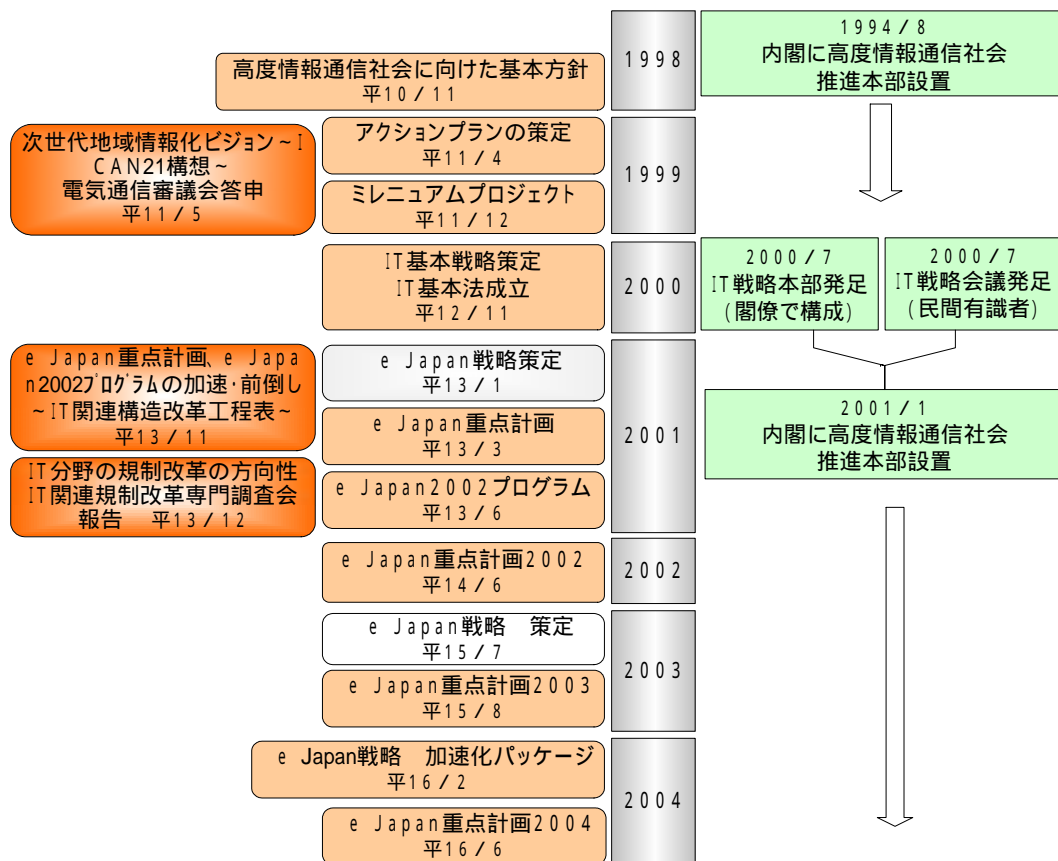 1998
1994/8
内閣に高度情報通信社会
推進本部設置
高度情報通信社会に向けた基本方針
平10/11
1999
アクションプランの策定
平11/4
次世代地域情報化ビジョン～I
CAN21構想～
電気通信審議会答申
平11/5
ミレニアムプロジェクト
平11/12
2000
IT基本戦略策定
IT基本法成立
平12/11
2000/7
IT戦略本部発足
(閣僚で構成)
2000/7
IT戦略会議発足
(民間有識者)
2001
e Japan戦略策定
平13/1
e Japan重点計画、e Japa
n2002プログラムの加速・前倒し
～IT関連構造改革工程表～
平13/11
e Japan重点計画
平13/3
2001/1
内閣に高度情報通信社会
推進本部設置
IT分野の規制改革の方向性
IT関連規制改革専門調査会
報告 平13/12
e Japan2002プログラム
平13/6
2002
e Japan重点計画2002
平14/6
2003
e Japan戦略 策定
平15/7
e Japan重点計画2003
平15/8
2004
e Japan戦略 加速化パッケージ
平16/2
e Japan重点計画2004
平16/6